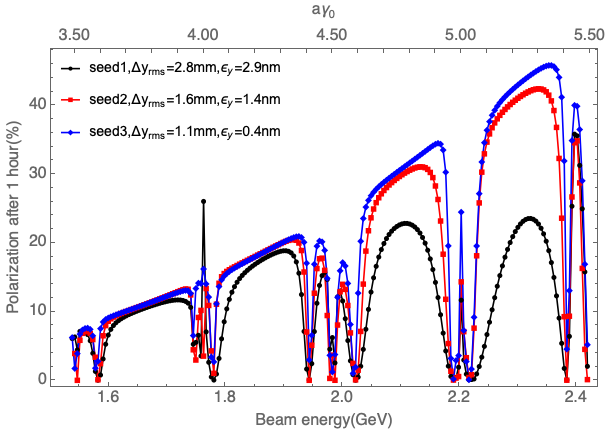 aγ₀
3.50 4.00 4.50 5.00 5.50
seed1,Δyrms=2.8mm,ϵy=2.9nm
seed2,Δyrms=1.6mm,ϵy=1.4nm
seed3,Δyrms=1.1mm,ϵy=0.4nm
Polarization after 1 hour(%)
40
30
20
10
0
1.6 1.8 2.0 2.2 2.4
Beam energy(GeV)